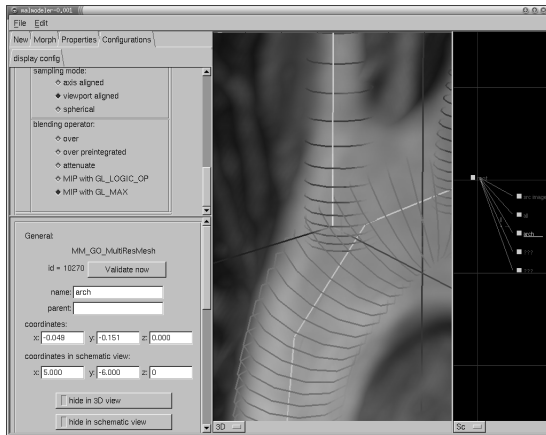 malmodeler-0.001
File Edit
New Morph Properties Configurations
display config
sampling mode:
axis aligned
viewport aligned
spherical
blending operator:
over
over preintegrated
attenuate
MIP with GL_LOGIC_OP
MIP with GL_MAX
General:
MM_GO_MultiResMesh
Id = 10270 Validate now
name: arch
parent:
coordinates:
x: -0.049 y: -0.151 z: 0.000
coordinates in schematic view:
x: 5.000 y: -6.000 z: 0
hide in 3D view
hide in schematic view
3D
src image
arch
???
???
Sc